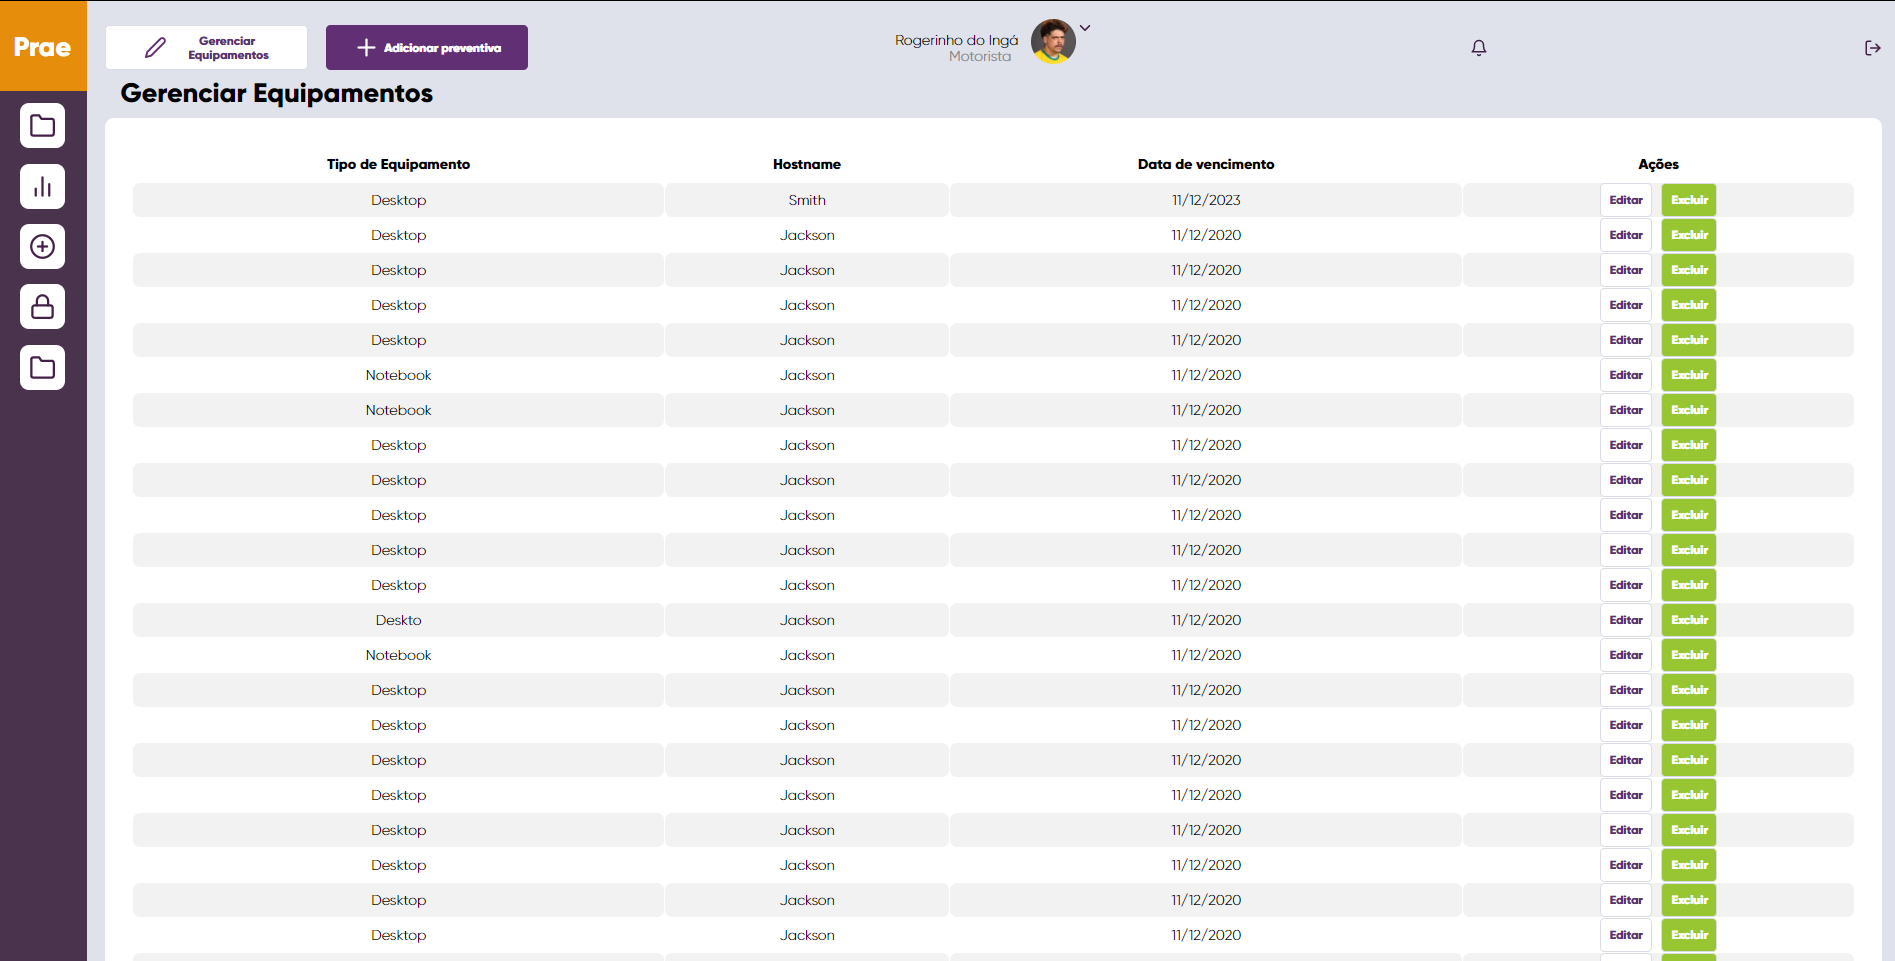 Prae
Gerenciar
Equipamentos
Adicionar preventiva
Rogerinho do Ingá
Motorista
Gerenciar Equipamentos
Tipo de Equipamento Hostname Data de vencimento Ações
Desktop Smith 11/12/2023 Editar Excluir
Desktop Jackson 11/12/2020 Editar Excluir
Desktop Jackson 11/12/2020 Editar Excluir
Desktop Jackson 11/12/2020 Editar Excluir
Desktop Jackson 11/12/2020 Editar Excluir
Notebook Jackson 11/12/2020 Editar Excluir
Notebook Jackson 11/12/2020 Editar Excluir
Desktop Jackson 11/12/2020 Editar Excluir
Desktop Jackson 11/12/2020 Editar Excluir
Desktop Jackson 11/12/2020 Editar Excluir
Desktop Jackson 11/12/2020 Editar Excluir
Desktop Jackson 11/12/2020 Editar Excluir
Deskto Jackson 11/12/2020 Editar Excluir
Notebook Jackson 11/12/2020 Editar Excluir
Desktop Jackson 11/12/2020 Editar Excluir
Desktop Jackson 11/12/2020 Editar Excluir
Desktop Jackson 11/12/2020 Editar Excluir
Desktop Jackson 11/12/2020 Editar Excluir
Desktop Jackson 11/12/2020 Editar Excluir
Desktop Jackson 11/12/2020 Editar Excluir
Desktop Jackson 11/12/2020 Editar Excluir
Desktop Jackson 11/12/2020 Editar Excluir